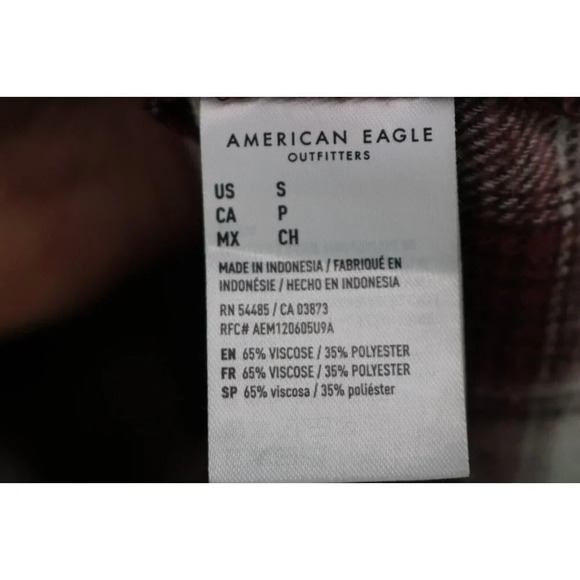 AMERICAN EAGLE
OUTFITTERS
US S
CA P
MX CH
MADE IN INDONESIA / FABRIQUÉ EN
INDONÉSIE / HECHO EN INDONESIA
RN 54485 / CA 03873
RFC# AEM120605U9A
EN 65% VISCOSE / 35% POLYESTER
FR 65% VISCOSE / 35% POLYESTER
SP 65% viscosa / 35% poliéster